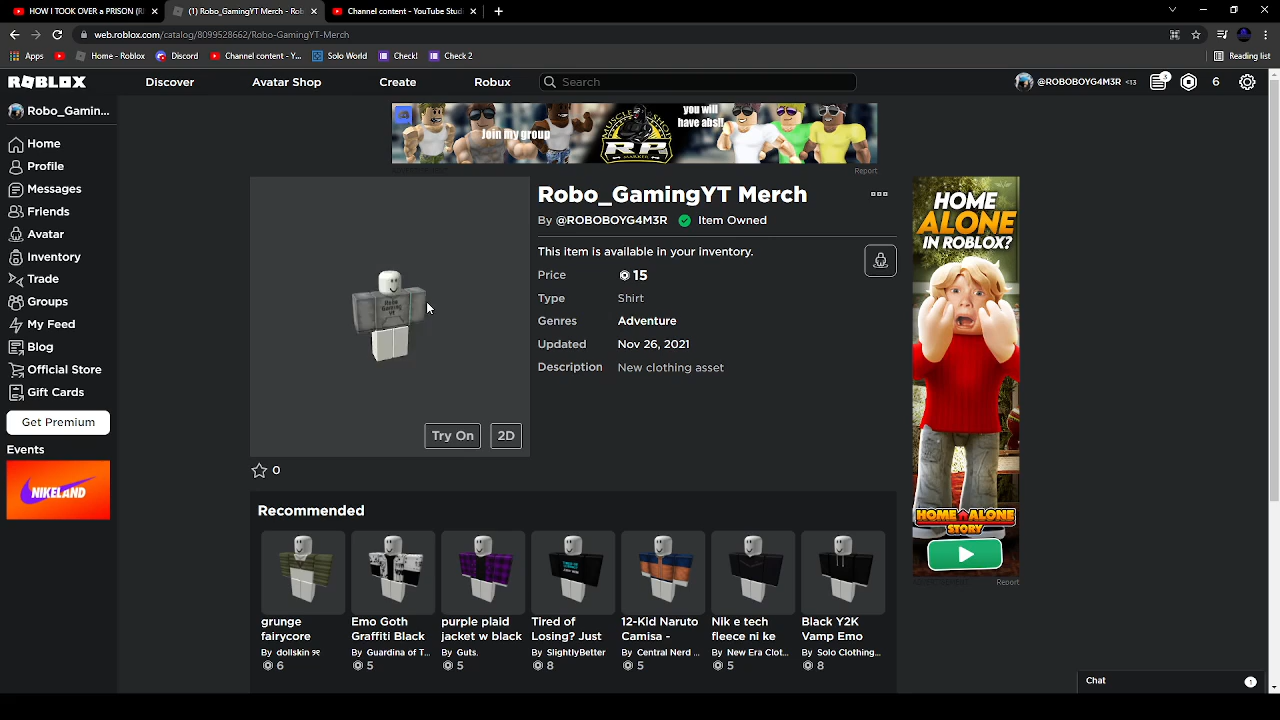 HOW I TOOK OVER a PRISON (R
(1) Robo_GamingYT Merch - Rob
Channel content - YouTube Studi
web.roblox.com/catalog/8099528662/Robo-GamingYT-Merch
Apps
Home - Roblox
Discord
Channel content - Y...
Solo World
Check!
Check 2
Reading list
ROBLOX
Discover
Avatar Shop
Create
Robux
Search
@ROBOBOYG4M3R <13
3
6
Robo_Gamin...
Home
Profile
Messages
Friends
Avatar
Inventory
Trade
Groups
My Feed
Blog
Official Store
Gift Cards
Get Premium
Events
NIKELAND
Join my group
RP
you will
have abs!!
Report
Robo_GamingYT Merch
By @ROBOBOYG4M3R Item Owned
This item is available in your inventory.
Price 15
Type Shirt
Genres Adventure
Updated Nov 26, 2021
Description New clothing asset
Robo
Gaming
YT
Try On
2D
0
HOME
ALONE
IN ROBLOX?
HOME ALONE
STORY
Report
Recommended
grunge
fairycore
By dollskin
6
Emo Goth
Graffiti Black
By Guardina of T...
5
purple plaid
jacket w black
By Guts.
5
Tired of
Losing? Just
By SlightlyBetter
8
12-Kid Naruto
Camisa -
By Central Nerd ...
5
Nik e tech
fleece ni ke
By New Era Clot...
5
Black Y2K
Vamp Emo
By Solo Clothing...
8
Chat
1